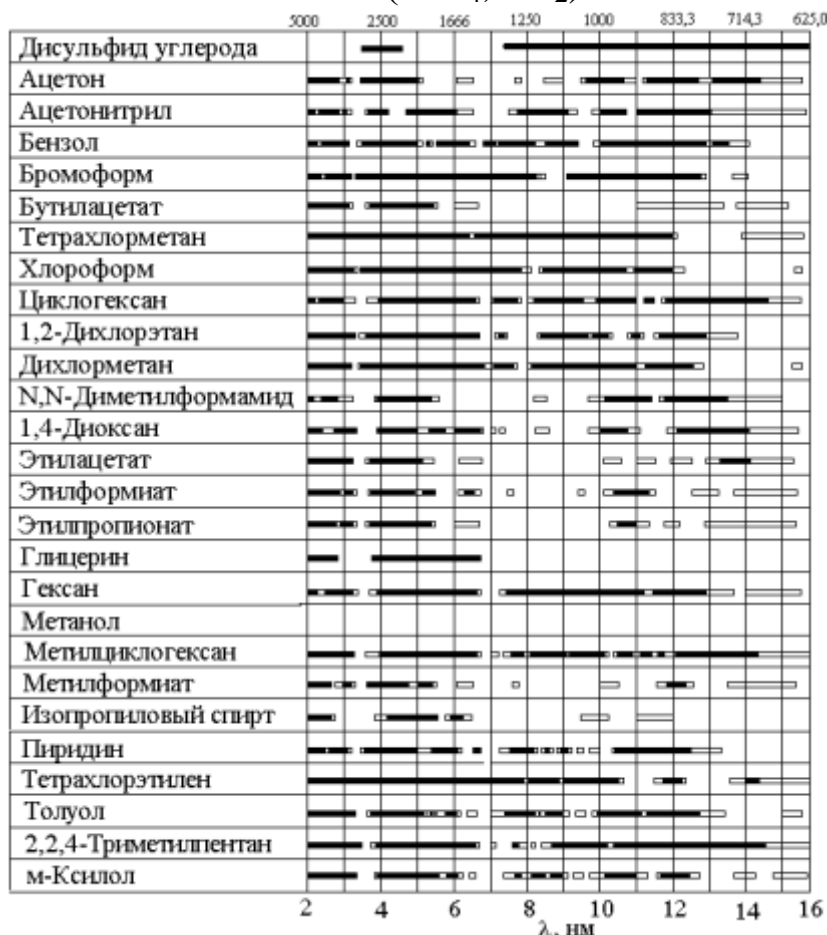 5000 2500 1666 1250 1000 833,3 714,3 625,0
Дисульфид углерода
Ацетон
Ацетонитрил
Бензол
Бромоформ
Бутилацетат
Тетрахлорметан
Хлороформ
Циклогексан
1,2-Дихлорэтан
Дихлорметан
N,N-Диметилформамид
1,4-Диоксан
Этилацетат
Этилформиат
Этилпропионат
Глицерин
Гексан
Метанол
Метилциклогексан
Метилформиат
Изопропиловый спирт
Пиридин
Тетрахлорэтилен
Толуол
2,2,4-Триметилпентан
м-Ксилол
2 4 6 8 10 12 14 16
λ, нм